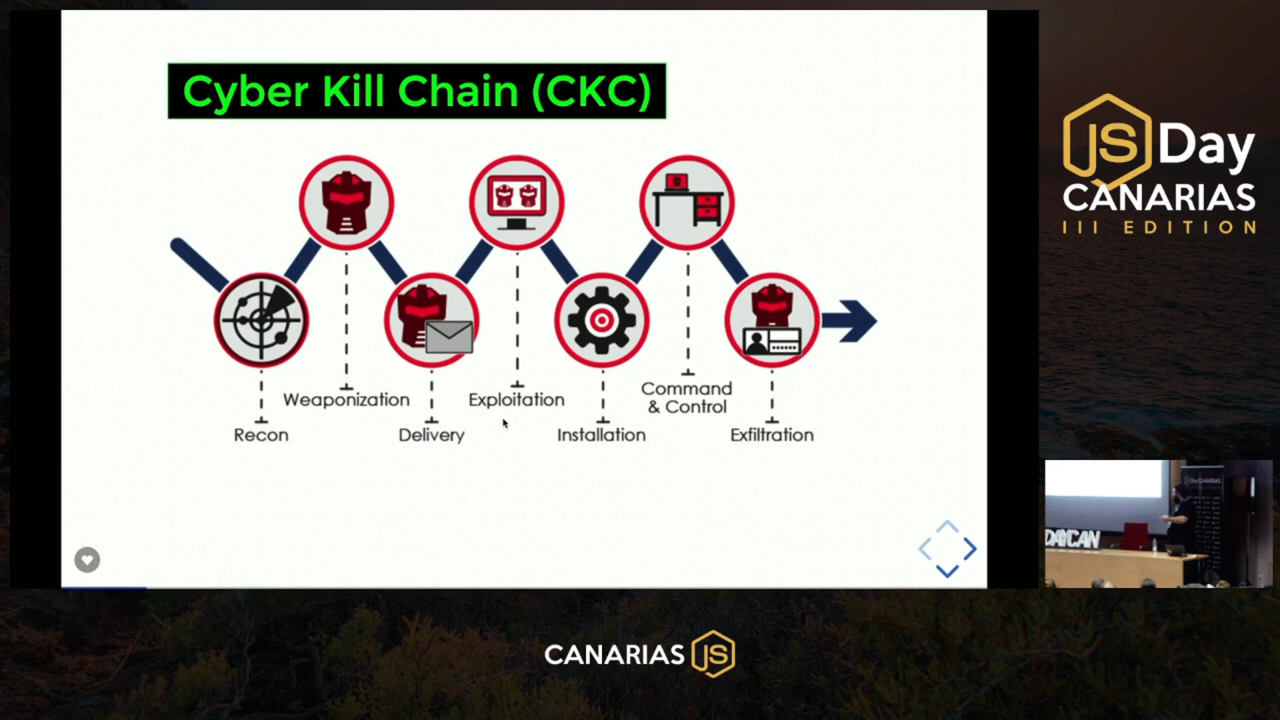 Cyber Kill Chain (CKC)
Weaponization
Exploitation
Command
& Control
Recon
Delivery
Installation
Exfiltration
JS Day
CANARIAS
III EDITION
DAYCAN
CANARIAS JS